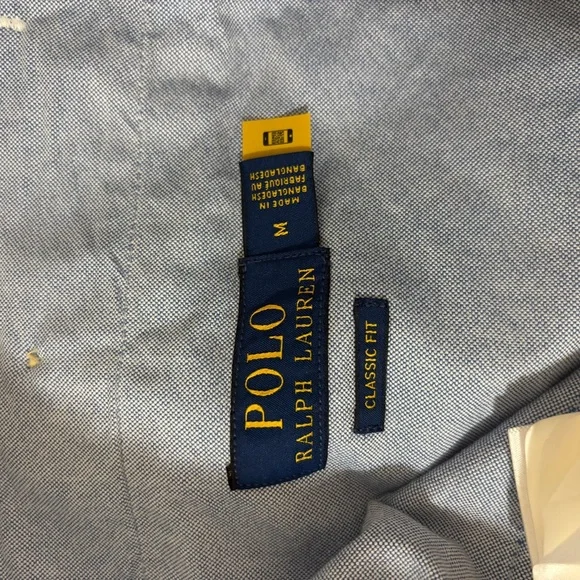 POLO
RALPH LAUREN
CLASSIC FIT
M
MADE IN
BANGLADESH
FABRIQUÉ AU
BANGLADESH